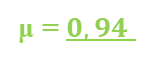 μ = 0, 94